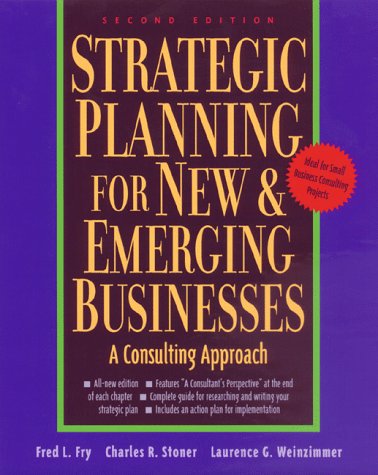 SECOND EDITION
STRATEGIC
PLANNING
FOR NEW &
EMERGING
BUSINESSES
Ideal for Small
Business Consulting
Projects
A Consulting Approach
■ All-new edition ■ Features "A Consultant's Perspective" at the end
of each chapter ■ Complete guide for researching and writing your
strategic plan ■ Includes an action plan for implementation
Fred L. Fry Charles R. Stoner Laurence G. Weinzimmer